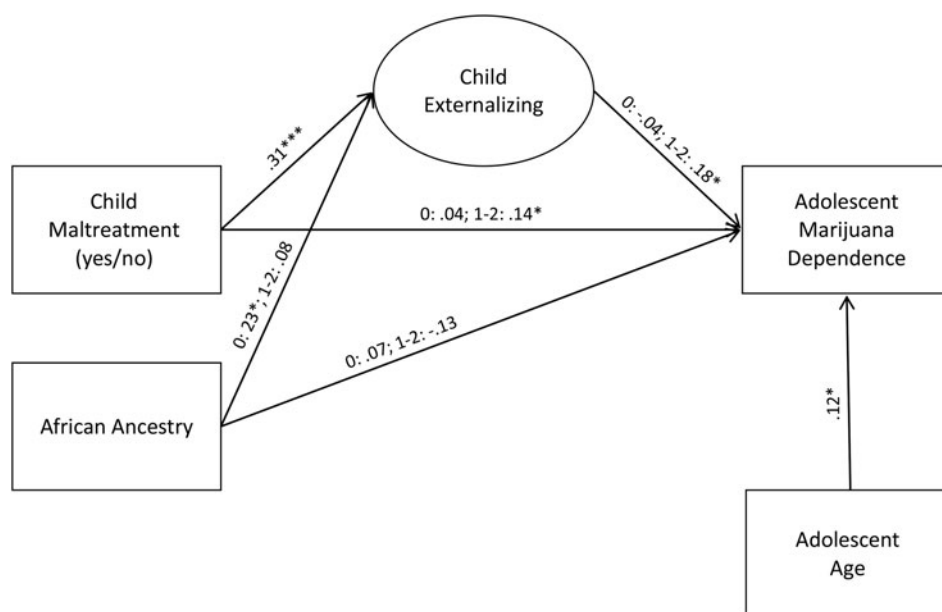 Child
Externalizing
.31***
0: -.04; 1-2: .18*
Child
Maltreatment
(yes/no)
0: .04; 1-2: .14*
Adolescent
Marijuana
Dependence
0: 23*; 1-2: .08
0: .07; 1-2: -.13
African Ancestry
.12*
Adolescent
Age